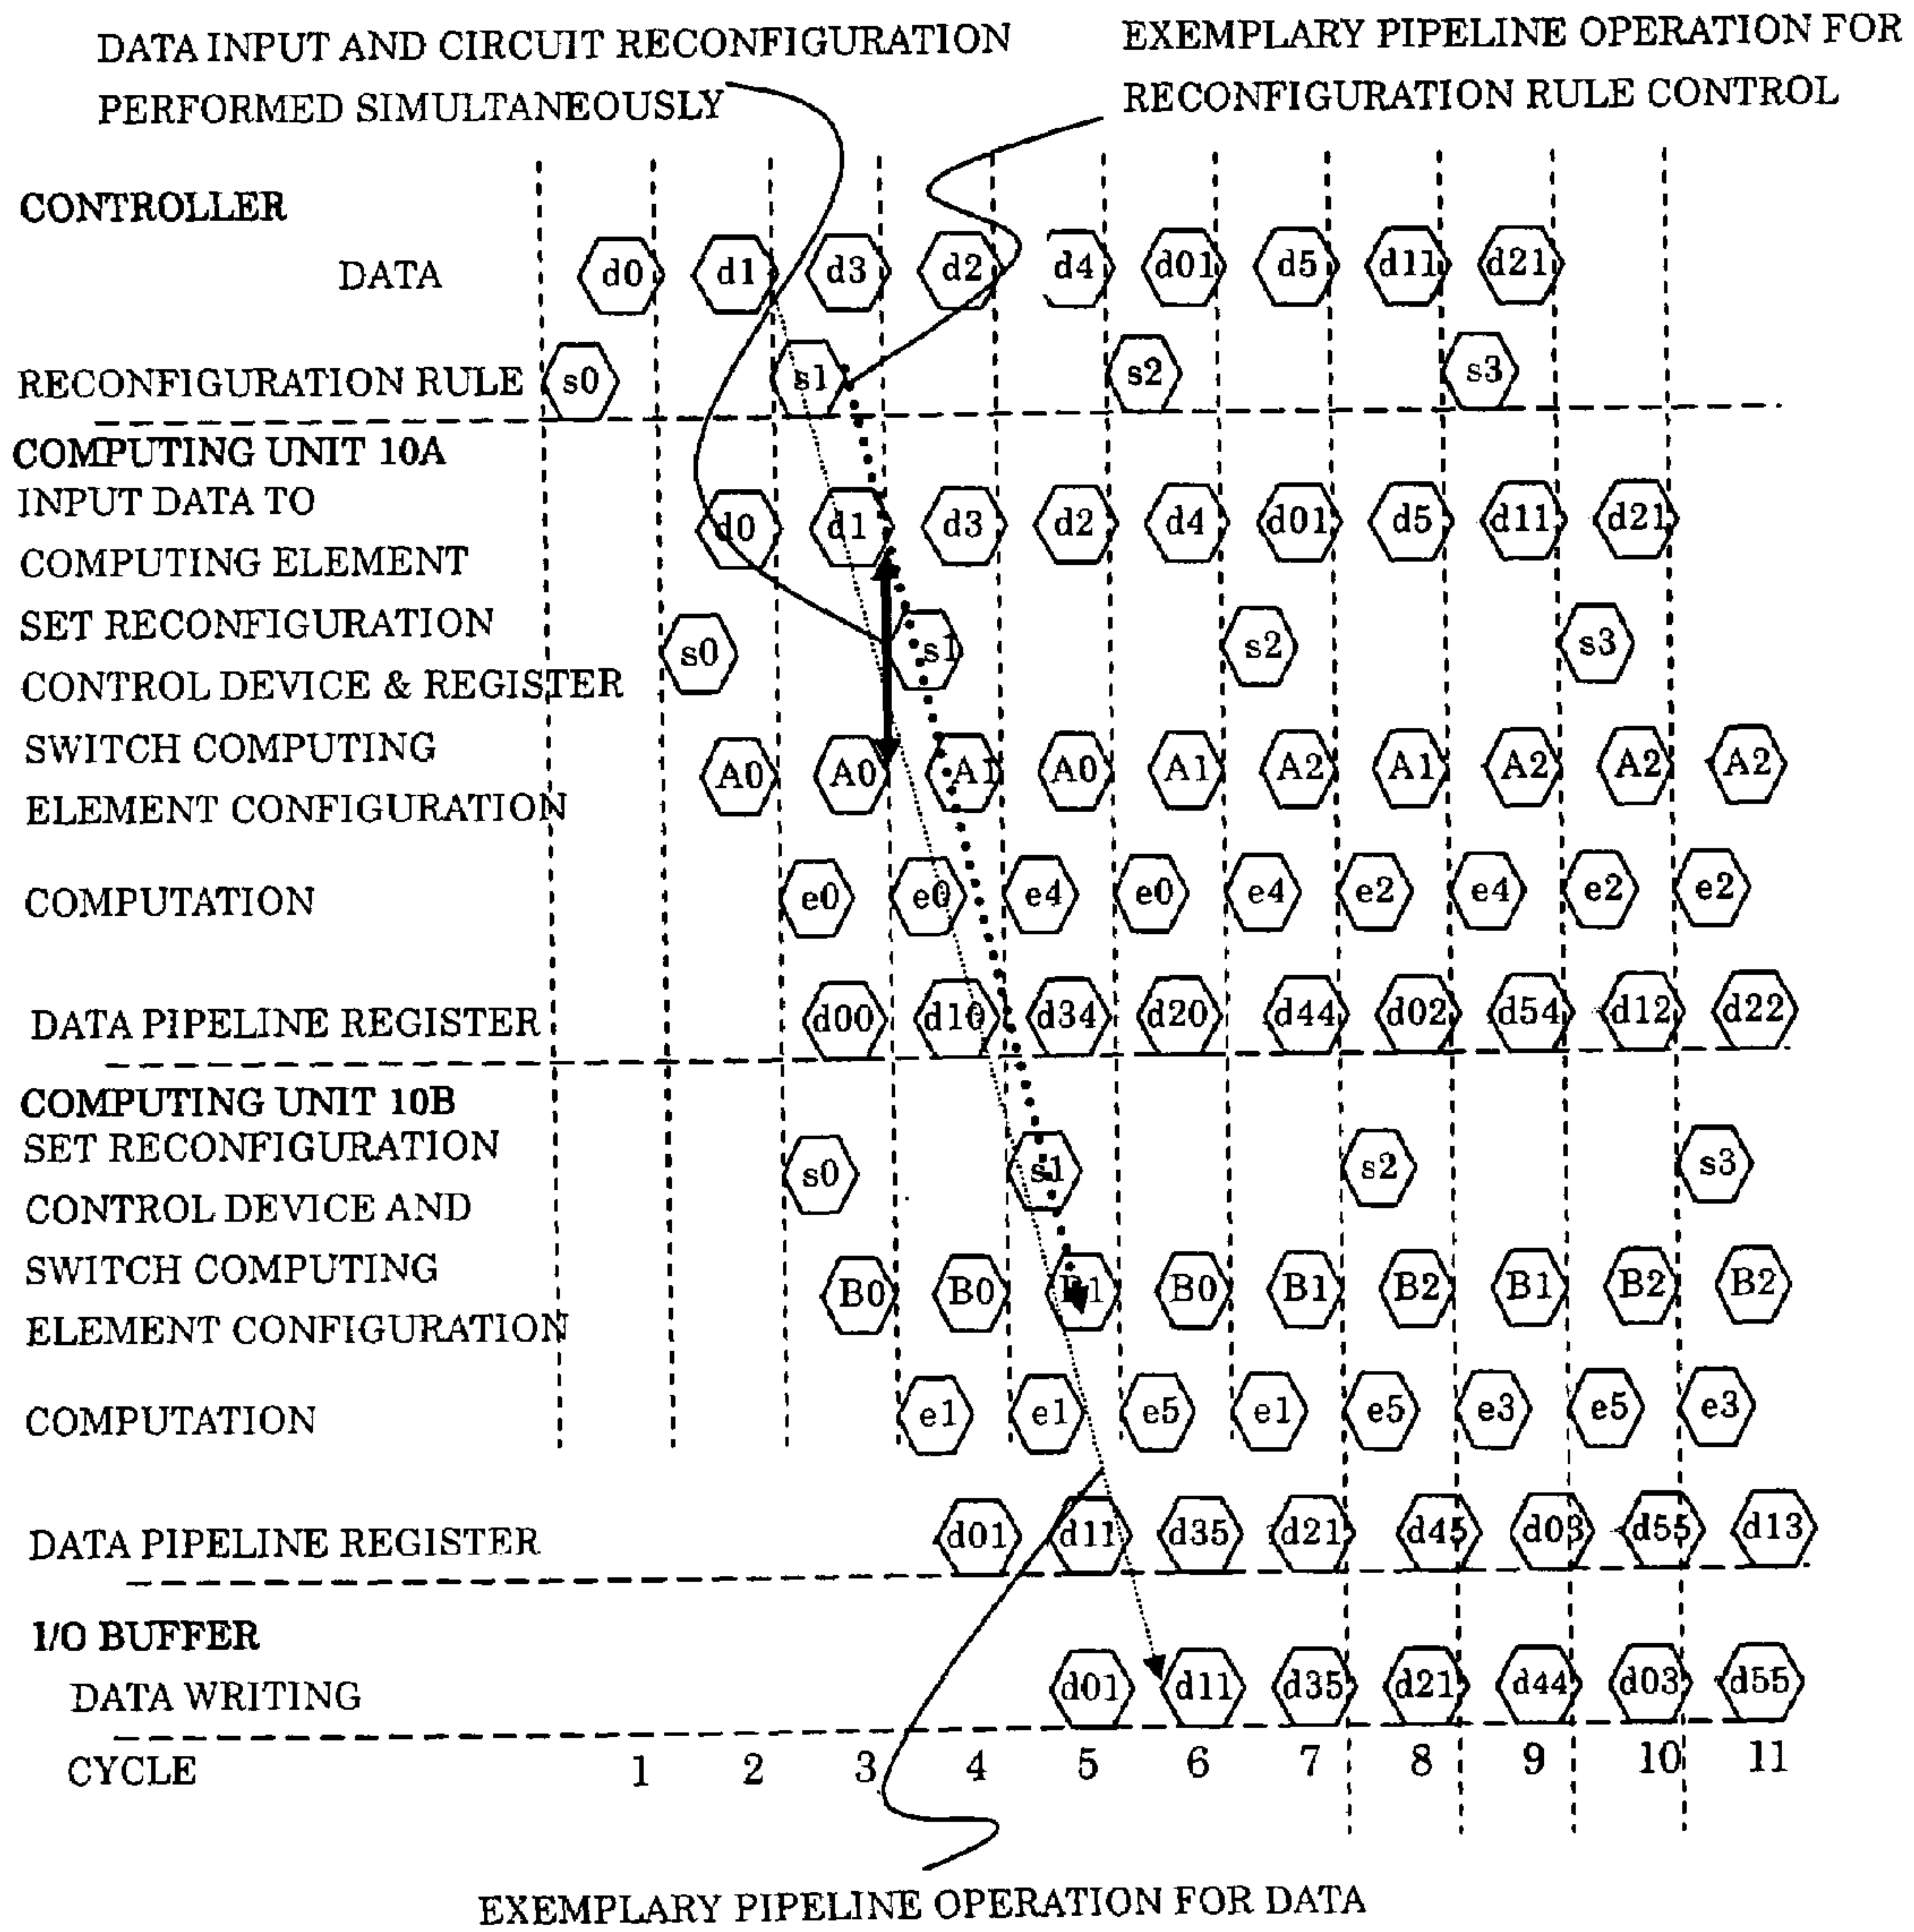 DATA INPUT AND CIRCUIT RECONFIGURATION
PERFORMED SIMULTANEOUSLY
EXEMPLARY PIPELINE OPERATION FOR
RECONFIGURATION RULE CONTROL
CONTROLLER
DATA d0 d1 d3 d2 d4 d01 d5 d11 d21
RECONFIGURATION RULE s0 s1 s2 s3
COMPUTING UNIT 10A
INPUT DATA TO
COMPUTING ELEMENT
d0 d1 d3 d2 d4 d01 d5 d11 d21
SET RECONFIGURATION
CONTROL DEVICE & REGISTER
s0 s1 s2 s3
SWITCH COMPUTING
ELEMENT CONFIGURATION
A0 A0 A1 A0 A1 A2 A1 A2 A2 A2
COMPUTATION e0 e0 e4 e0 e4 e2 e4 e2 e2
DATA PIPELINE REGISTER d00 d10 d34 d20 d44 d02 d54 d12 d22
COMPUTING UNIT 10B
SET RECONFIGURATION
CONTROL DEVICE AND
s0 s1 s2 s3
SWITCH COMPUTING
ELEMENT CONFIGURATION
B0 B0 B1 B0 B1 B2 B1 B2 B2
COMPUTATION e1 e1 e5 e1 e5 e3 e5 e3
DATA PIPELINE REGISTER d01 d11 d35 d21 d45 d03 d55 d13
I/O BUFFER
DATA WRITING d01 d11 d35 d21 d44 d03 d55
CYCLE 1 2 3 4 5 6 7 8 9 10 11
EXEMPLARY PIPELINE OPERATION FOR DATA